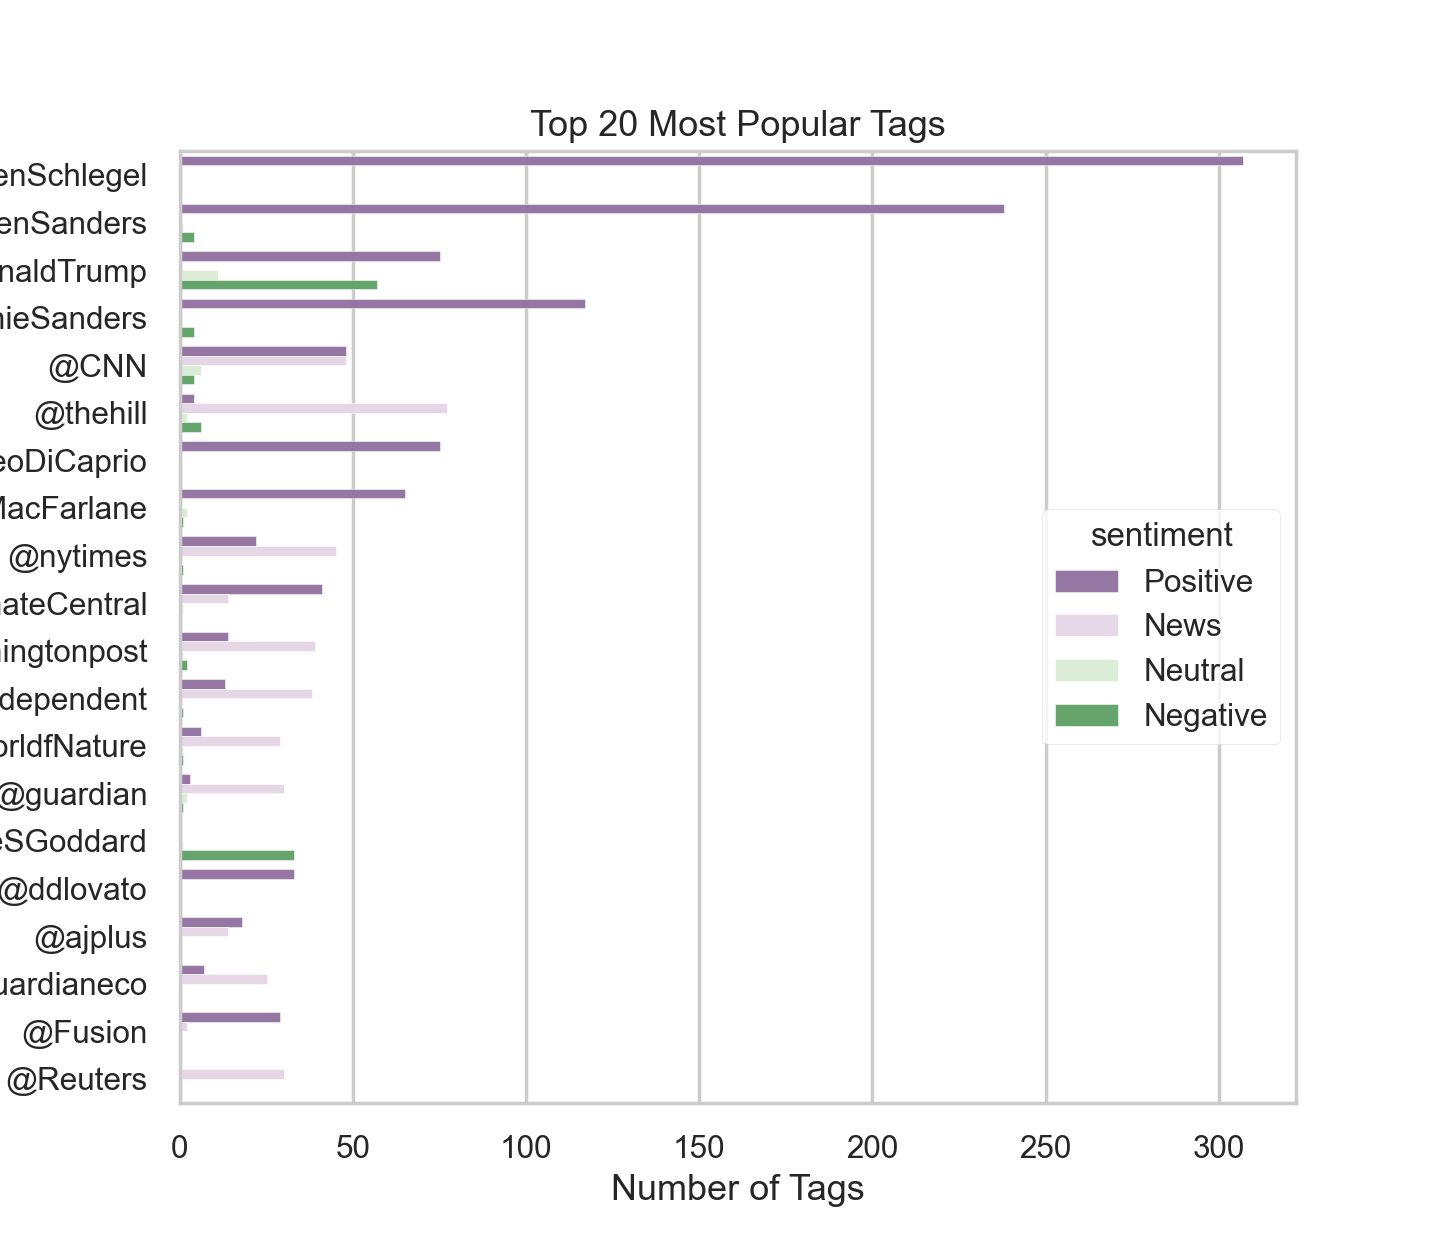 Top 20 Most Popular Tags
enSchlegel
enSanders
naldTrump
nieSanders
@CNN
@thehill
eoDiCaprio
MacFarlane
@nytimes
nateCentral
hingtonpost
dependent
orldfNature
@guardian
eSGoddard
@ddlovato
@ajplus
uardianeco
@Fusion
@Reuters
sentiment
Positive
News
Neutral
Negative
0 50 100 150 200 250 300
Number of Tags